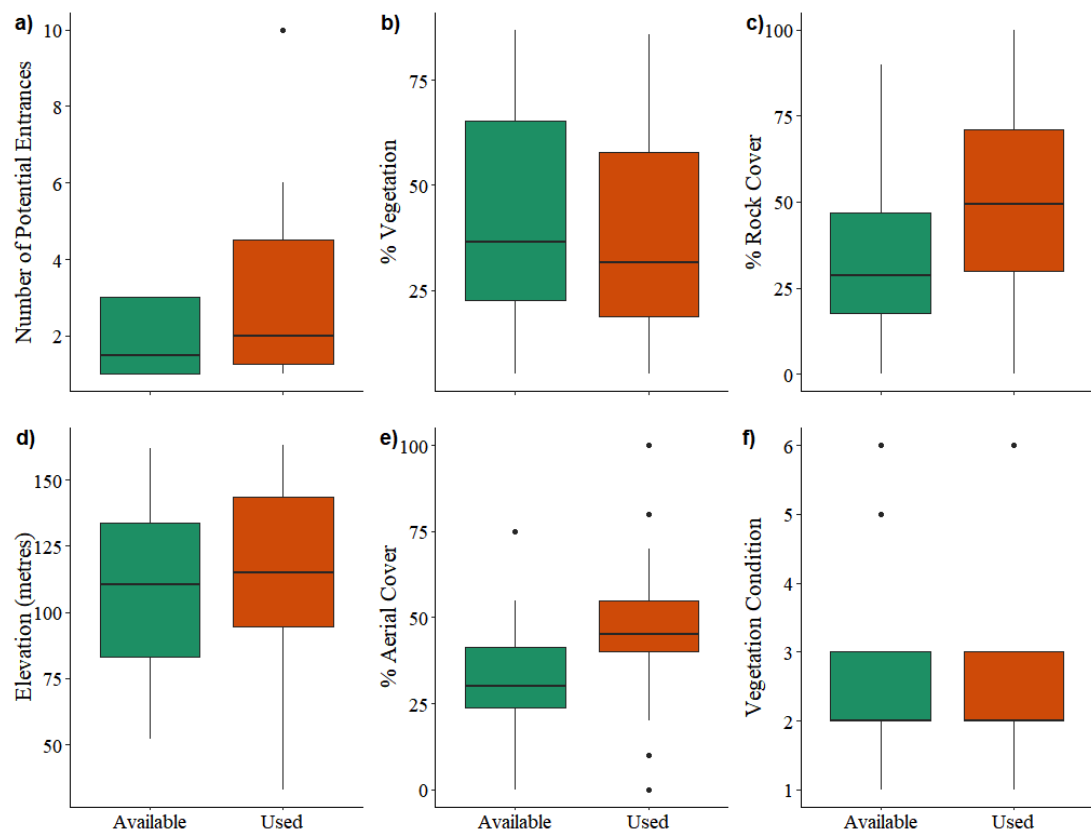 a)
Number of Potential Entrances
10
8
6
4
2
b)
% Vegetation
75
50
25
c)
% Rock Cover
100
75
50
25
0
d)
Elevation (metres)
150
125
100
75
50
Available
Used
e)
% Aerial Cover
100
75
50
25
0
Available
Used
f)
Vegetation Condition
6
5
4
3
2
1
Available
Used